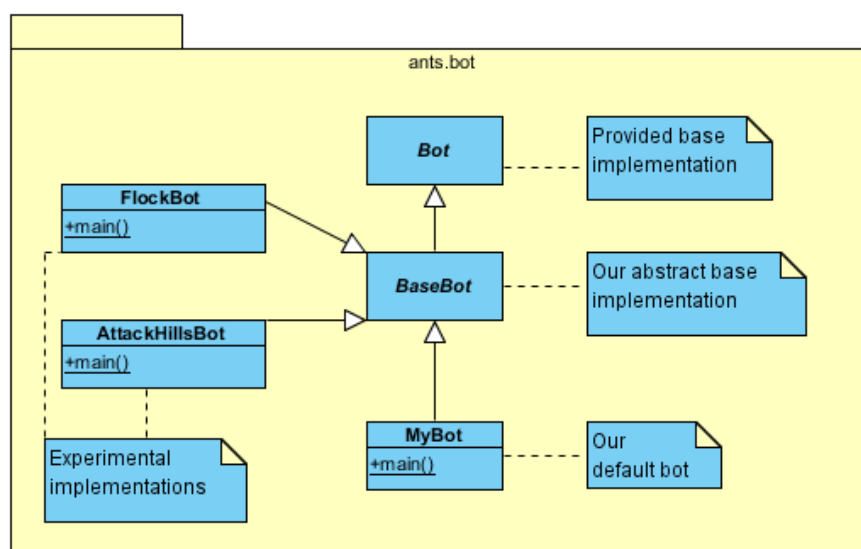 ants.bot
Bot
Provided base
implementation
FlockBot
+main()
BaseBot
Our abstract base
implementation
AttackHillsBot
+main()
MyBot
+main()
Our
default bot
Experimental
implementations